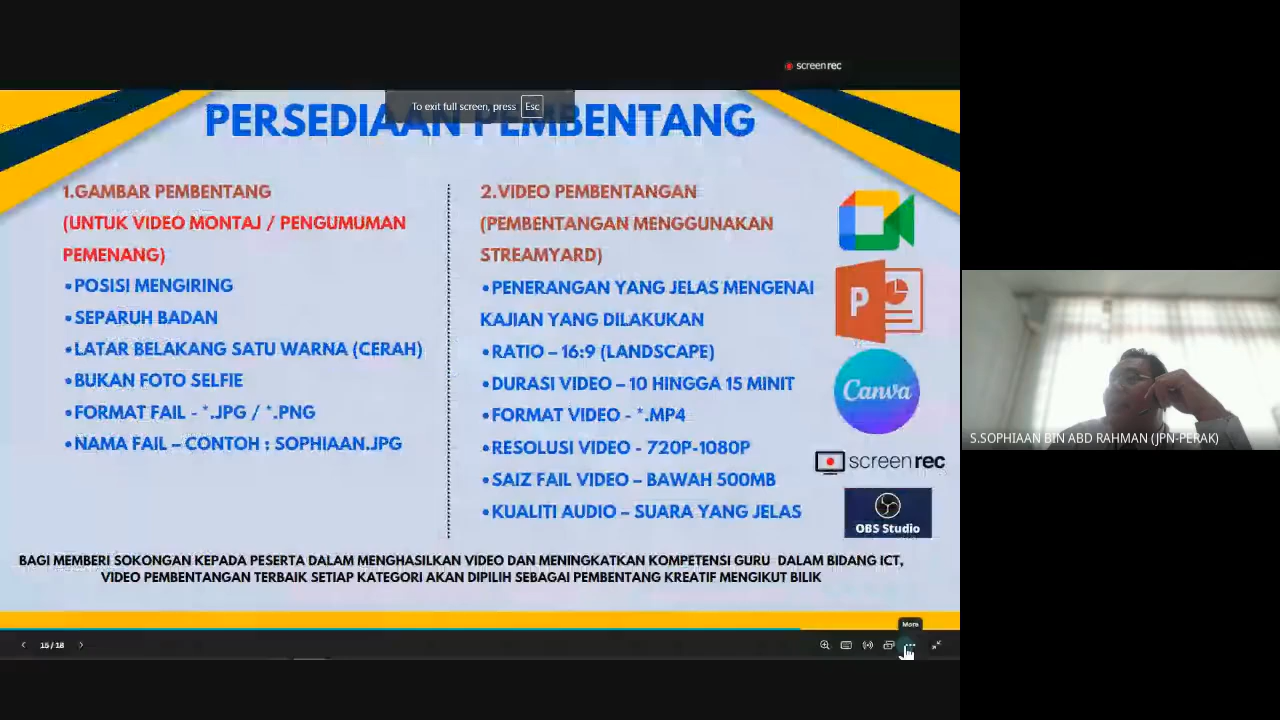 screenrec
To exit full screen, press Esc
PERSEDIAAN PEMBENTANG
1.GAMBAR PEMBENTANG
(UNTUK VIDEO MONTAJ / PENGUMUMAN
PEMENANG)
•POSISI MENGIRING
•SEPARUH BADAN
•LATAR BELAKANG SATU WARNA (CERAH)
•BUKAN FOTO SELFIE
•FORMAT FAIL - *.JPG / *.PNG
•NAMA FAIL – CONTOH : SOPHIAAN.JPG
2.VIDEO PEMBENTANGAN
(PEMBENTANGAN MENGGUNAKAN
STREAMYARD)
•PENERANGAN YANG JELAS MENGENAI
KAJIAN YANG DILAKUKAN
•RATIO – 16:9 (LANDSCAPE)
•DURASI VIDEO – 10 HINGGA 15 MINIT
•FORMAT VIDEO - *.MP4
•RESOLUSI VIDEO - 720P-1080P
•SAIZ FAIL VIDEO – BAWAH 500MB
•KUALITI AUDIO – SUARA YANG JELAS
P
Canva
screenrec
OBS Studio
BAGI MEMBERI SOKONGAN KEPADA PESERTA DALAM MENGHASILKAN VIDEO DAN MENINGKATKAN KOMPETENSI GURU DALAM BIDANG ICT,
VIDEO PEMBENTANGAN TERBAIK SETIAP KATEGORI AKAN DIPILIH SEBAGAI PEMBENTANG KREATIF MENGIKUT BILIK
More
15 / 18
S.SOPHIAAN BIN ABD RAHMAN (JPN-PERAK)